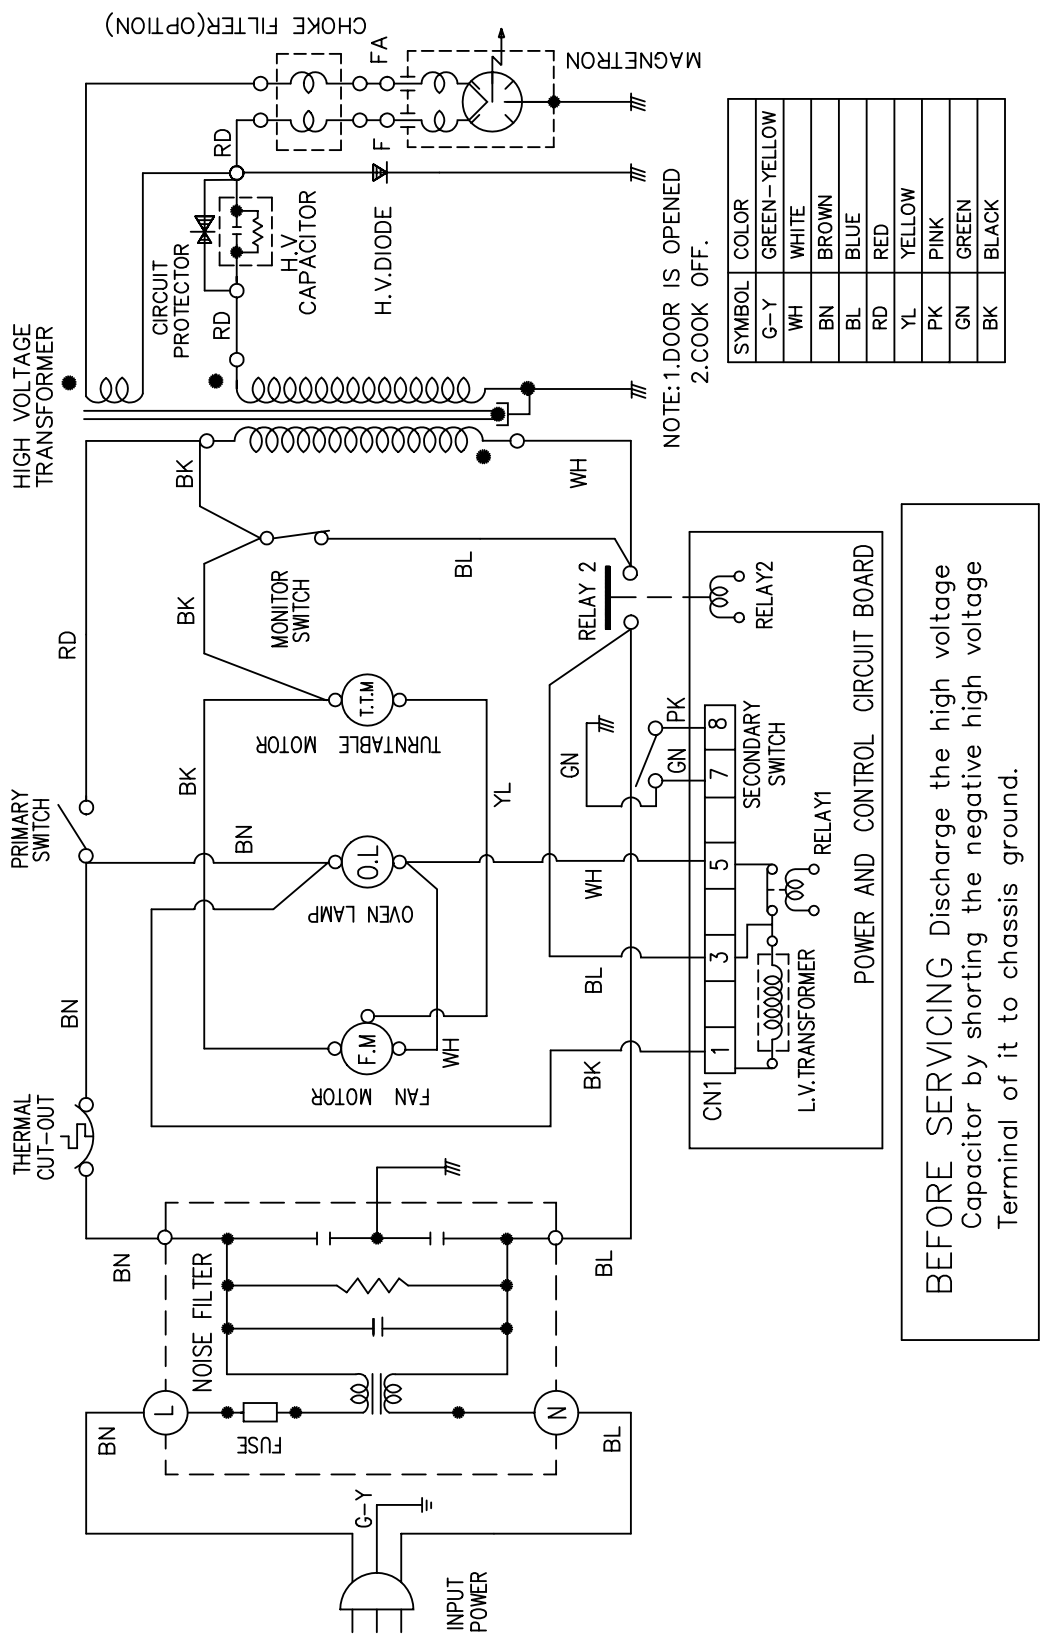 HIGH VOLTAGE
TRANSFORMER
CHOKE FILTER(OPTION)
FA
F
MAGNETRON
RD
CIRCUIT
PROTECTOR
H.V
CAPACITOR
RD
H.V.DIODE
NOTE:1.DOOR IS OPENED
2.COOK OFF.
SYMBOL COLOR
G-Y GREEN-YELLOW
WH WHITE
BN BROWN
BL BLUE
RD RED
YL YELLOW
PK PINK
GN GREEN
BK BLACK
THERMAL
CUT-OUT
BN
PRIMARY
SWITCH
RD
BK
WH
MONITOR
SWITCH
BK
BL
RELAY 2
T.T.M
TURNTABLE MOTOR
BK
YL
BN
O.L
OVEN LAMP
WH
F.M
FAN MOTOR
WH
BL
BK
GN
GN
PK
INPUT
POWER
G-Y
BN
BL
L
N
FUSE
NOISE FILTER
BN
BL
CN1
1
3
5
7
8
SECONDARY
SWITCH
RELAY2
RELAY1
L.V.TRANSFORMER
POWER AND CONTROL CIRCUIT BOARD
BEFORE SERVICING Discharge the high voltage
Capacitor by shorting the negative high voltage
Terminal of it to chassis ground.